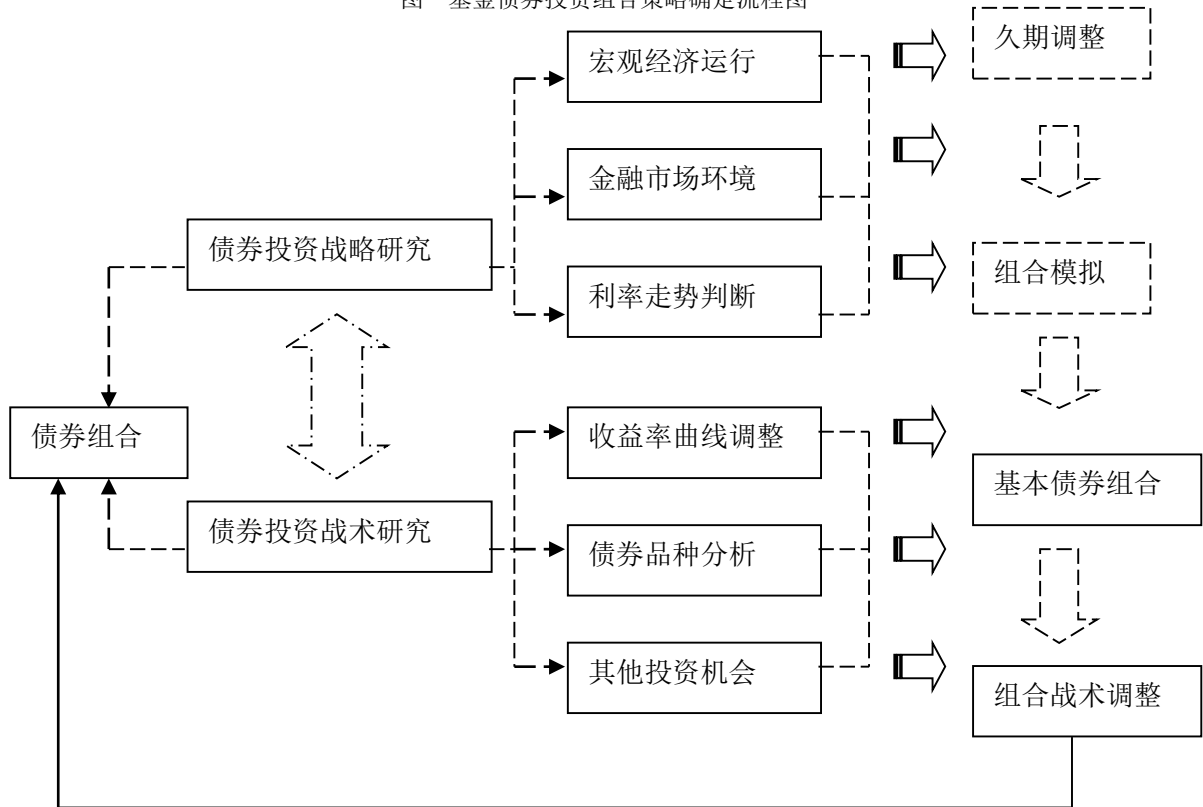 图 基金债券投资组合策略确定流程图
久期调整
宏观经济运行
金融市场环境
债券投资战略研究
组合模拟
利率走势判断
债券组合
收益率曲线调整
基本债券组合
债券投资战术研究
债券品种分析
其他投资机会
组合战术调整